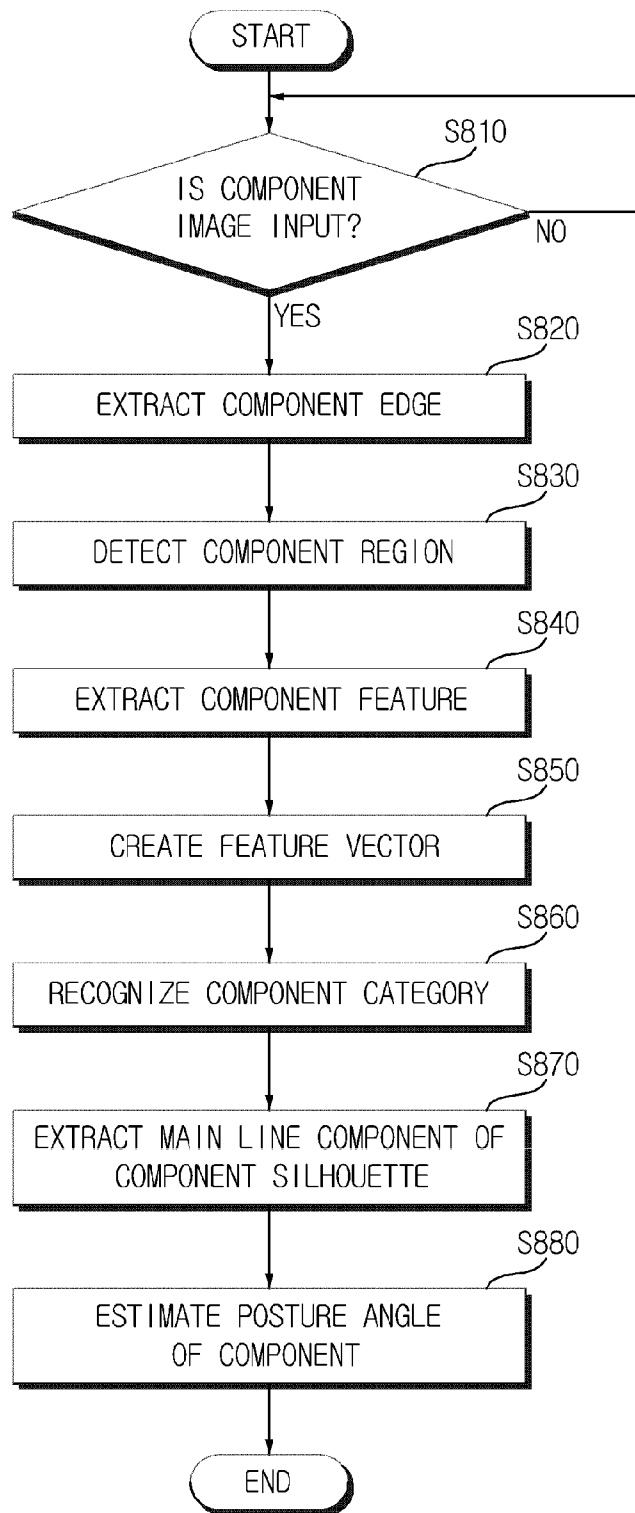 START
S810
IS COMPONENT
IMAGE INPUT?
NO
YES
S820
EXTRACT COMPONENT EDGE
S830
DETECT COMPONENT REGION
S840
EXTRACT COMPONENT FEATURE
S850
CREATE FEATURE VECTOR
S860
RECOGNIZE COMPONENT CATEGORY
S870
EXTRACT MAIN LINE COMPONENT OF
COMPONENT SILHOUETTE
S880
ESTIMATE POSTURE ANGLE
OF COMPONENT
END